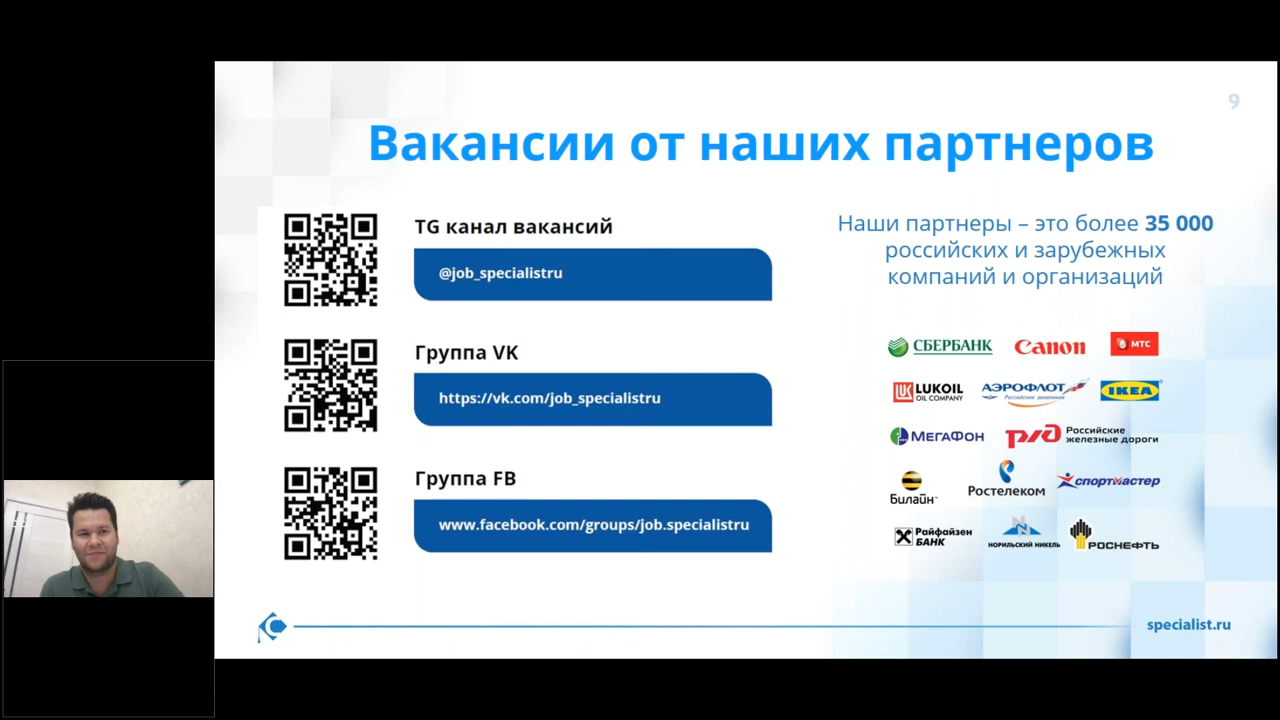 9
Вакансии от наших партнеров
TG канал вакансий
@job_specialistru
Группа VK
https://vk.com/job_specialistru
Группа FB
www.facebook.com/groups/job.specialistru
Наши партнеры – это более 35 000
российских и зарубежных
компаний и организаций
СБЕРБАНК Canon МТС
LUKOIL
OIL COMPANY
АЭРОФЛОТ
Российские авиалинии
IKEA
МЕГАФОН
РЖД Российские
железные дороги
Билайн
Ростелеком
СПОРТМАСТЕР
Райфайзен
БАНК
НОРИЛЬСКИЙ НИКЕЛЬ
РОСНЕФТЬ
specialist.ru